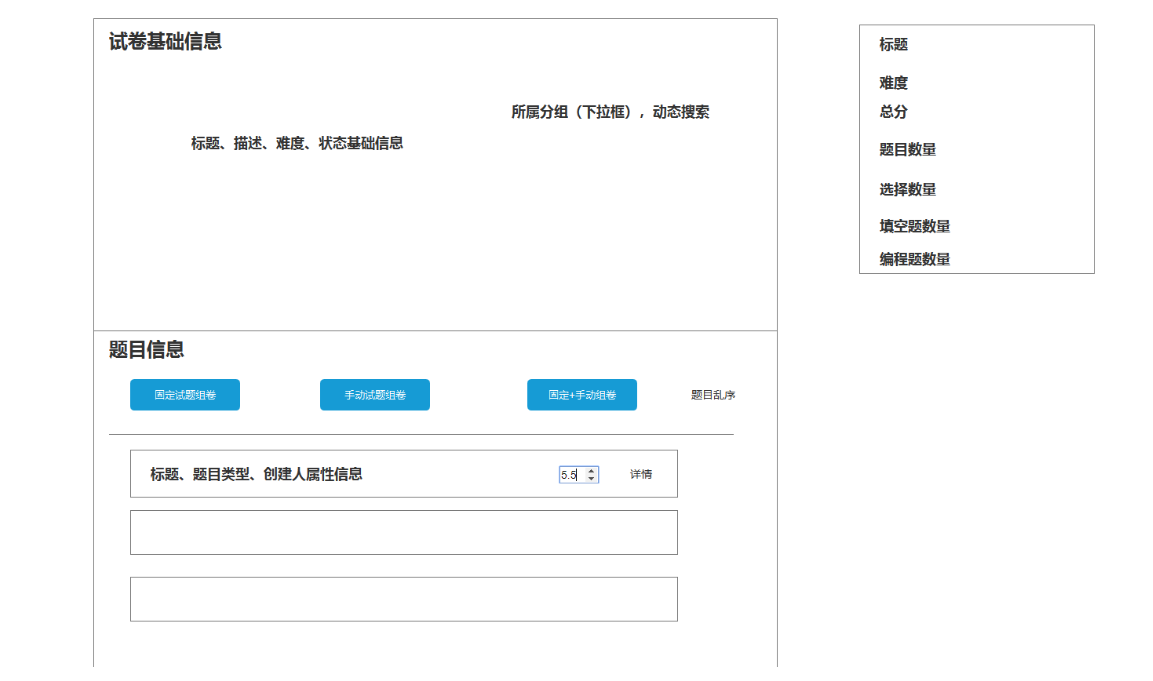 试卷基础信息
所属分组（下拉框），动态搜索
标题、描述、难度、状态基础信息
题目信息
固定试题组卷 手动试题组卷 固定+手动组卷 题目乱序
标题、题目类型、创建人属性信息 5.5 详情
标题
难度
总分
题目数量
选择数量
填空题数量
编程题数量